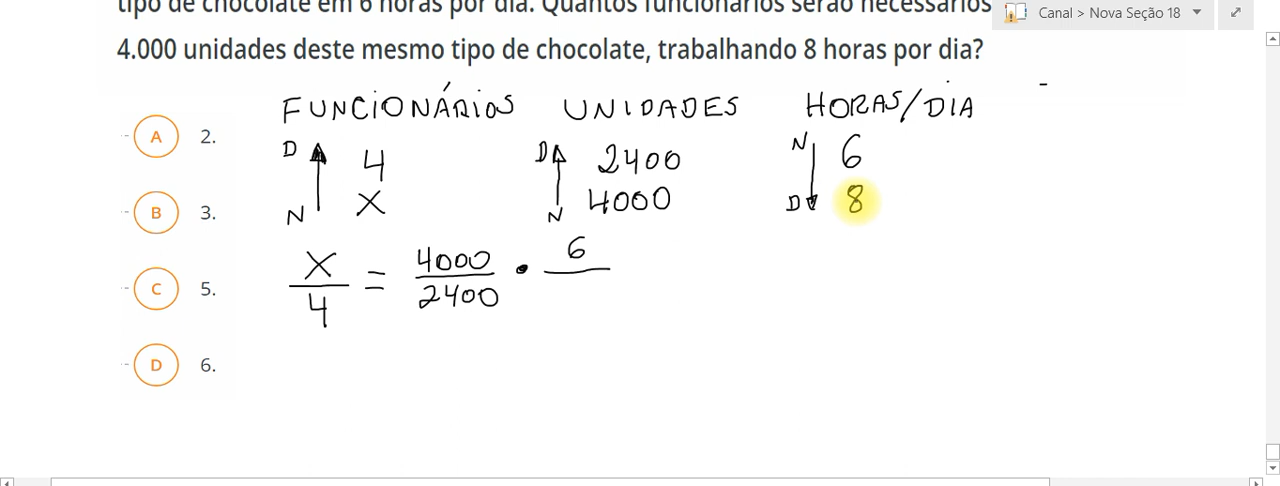 tipo de chocolate em 6 horas por dia. Quantos funcionários serão necessários
Canal > Nova Seção 18
4.000 unidades deste mesmo tipo de chocolate, trabalhando 8 horas por dia?
FUNCIONÁRIOS UNIDADES HORAS/DIA
A 2.
D 4 D 2400 N 6
N X N 4000 D 8
B 3.
X/4 = 4000/2400 • 6/
C 5.
D 6.